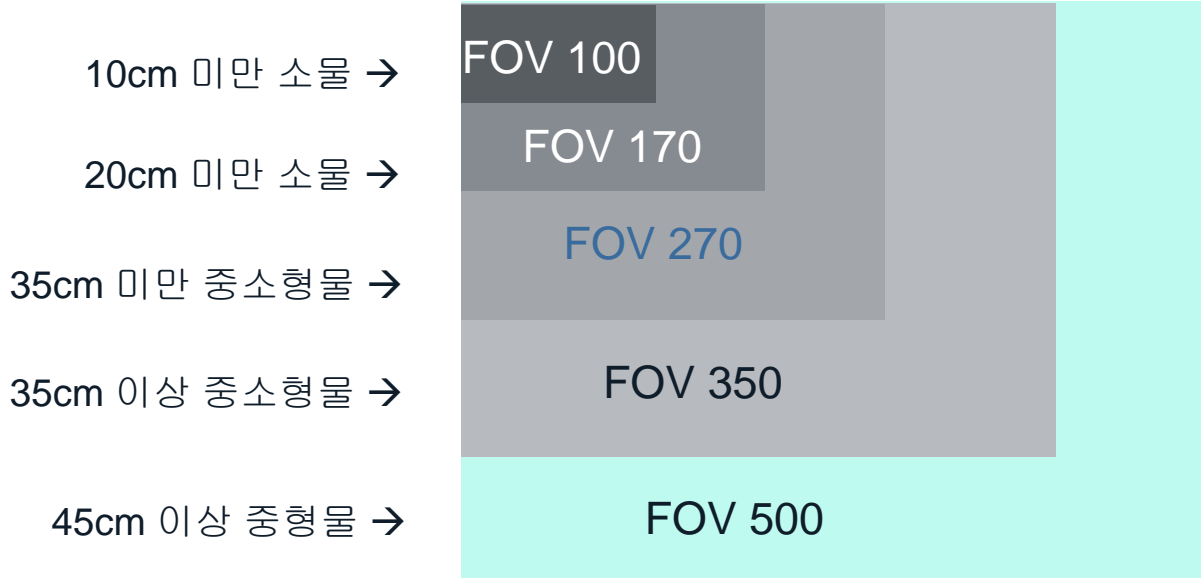 10cm 미만 소물 → FOV 100
20cm 미만 소물 → FOV 170
35cm 미만 중소형물 → FOV 270
35cm 이상 중소형물 → FOV 350
45cm 이상 중형물 → FOV 500